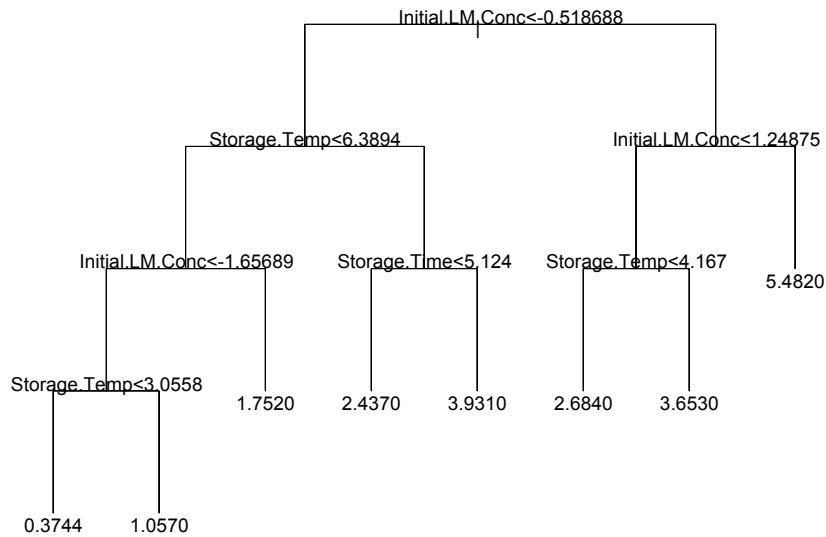 Initial.LM.Conc<-0.518688
Storage.Temp<6.3894
Initial.LM.Conc<1.24875
Initial.LM.Conc<-1.65689
Storage.Time<5.124
Storage.Temp<4.167
5.4820
Storage.Temp<3.0558
1.7520
2.4370
3.9310
2.6840
3.6530
0.3744
1.0570